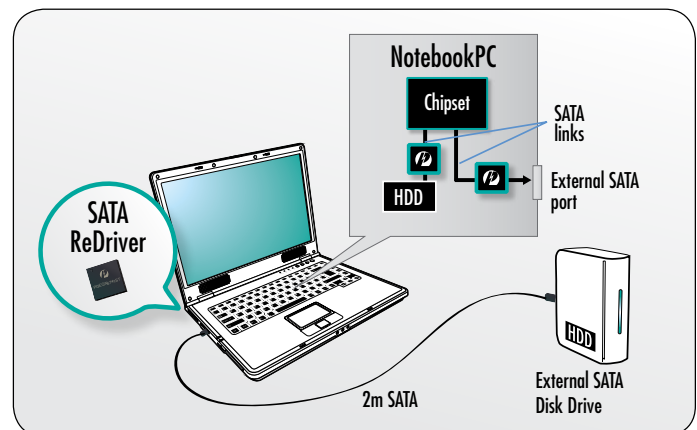 NotebookPC
Chipset
SATA
links
HDD
External SATA
port
SATA
ReDriver
HDD
2m SATA
External SATA
Disk Drive